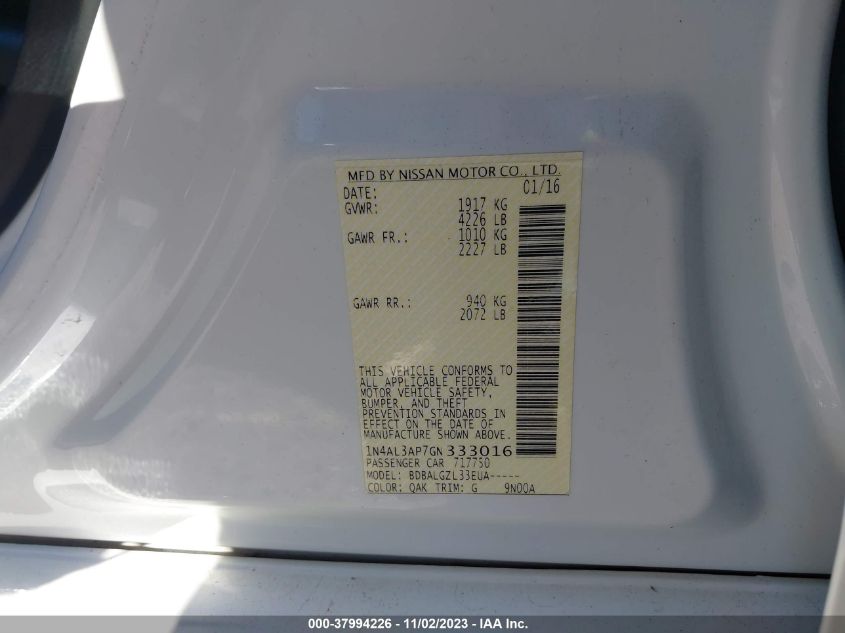 MFD BY NISSAN MOTOR CO., LTD.
DATE: 01/16
GVWR: 1917 KG
4226 LB
GAWR FR.: 1010 KG
2227 LB
GAWR RR.: 940 KG
2072 LB
THIS VEHICLE CONFORMS TO
ALL APPLICABLE FEDERAL
MOTOR VEHICLE SAFETY,
BUMPER, AND THEFT
PREVENTION STANDARDS IN
EFFECT ON THE DATE OF
MANUFACTURE SHOWN ABOVE.
1N4AL3AP7GN333016
PASSENGER CAR 717750
MODEL: BDBALGZL33EUA-----
COLOR: QAK TRIM: G 9N00A
000-37994226 - 11/02/2023 - IAA Inc.